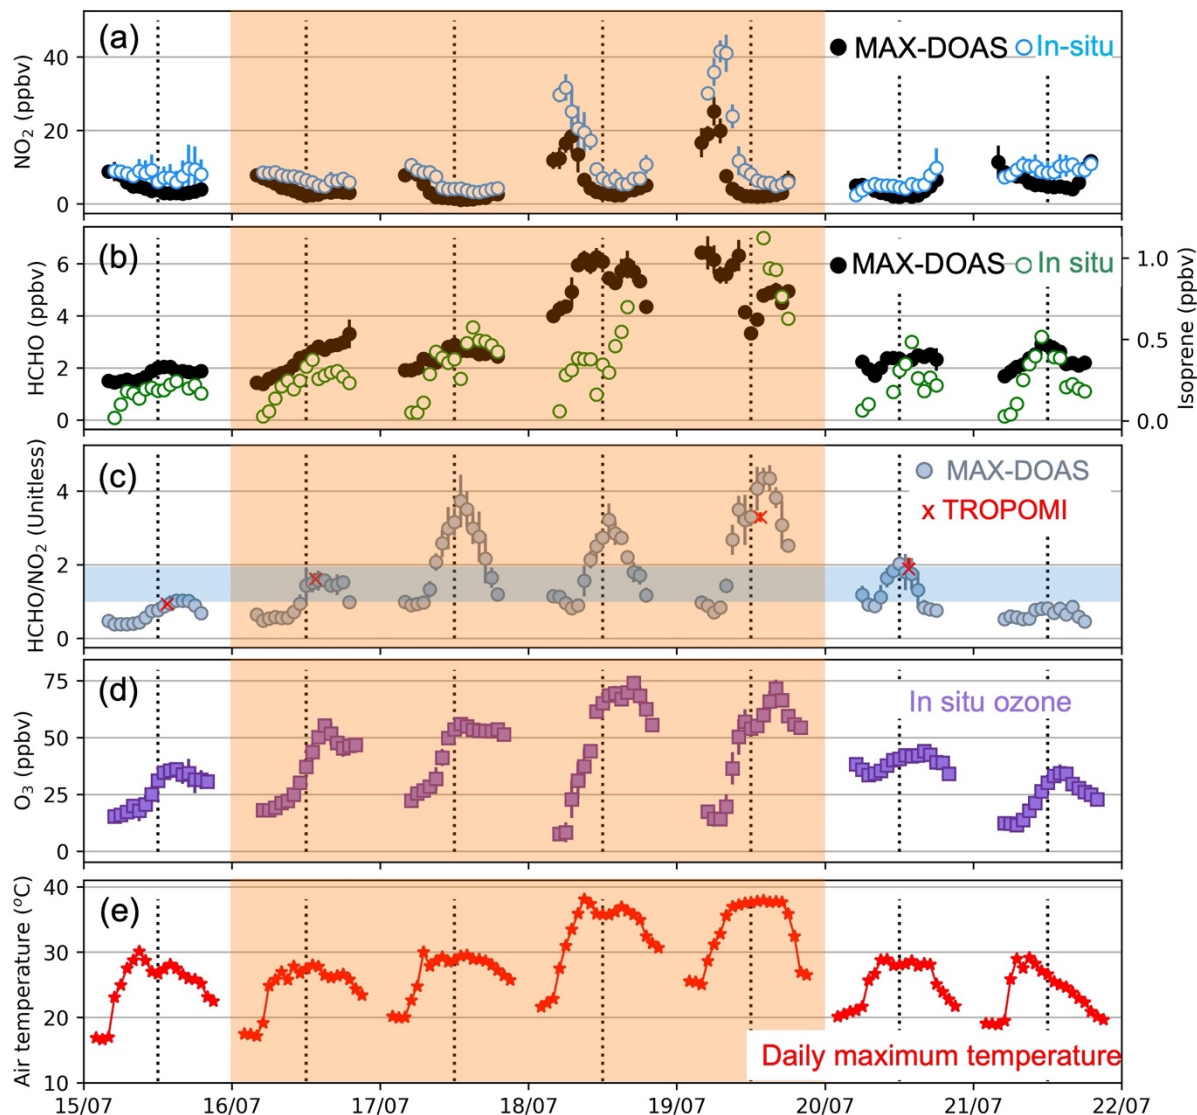 (a)
MAX-DOAS In-situ
NO₂ (ppbv)
40
20
0
(b)
MAX-DOAS In situ
HCHO (ppbv)
6
4
2
0
1.0
0.5
0.0
Isoprene (ppbv)
(c)
MAX-DOAS
x TROPOMI
HCHO/NO₂ (Unitless)
4
2
0
(d)
In situ ozone
O₃ (ppbv)
75
50
25
0
(e)
Air temperature (°C)
40
30
20
10
Daily maximum temperature
15/07 16/07 17/07 18/07 19/07 20/07 21/07 22/07